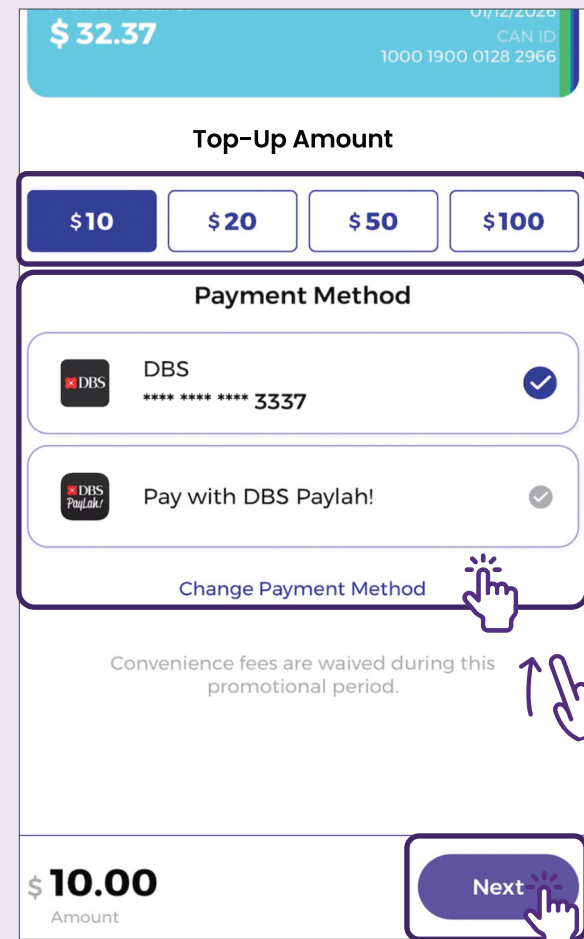 Available Balance
$ 32.37
01/12/2026
CAN ID
1000 1900 0128 2966
Top-Up Amount
$10 $20 $50 $100
Payment Method
DBS
DBS
**** **** **** 3337
DBS
PayLah!
Pay with DBS Paylah!
Change Payment Method
Convenience fees are waived during this
promotional period.
$ 10.00
Amount
Next